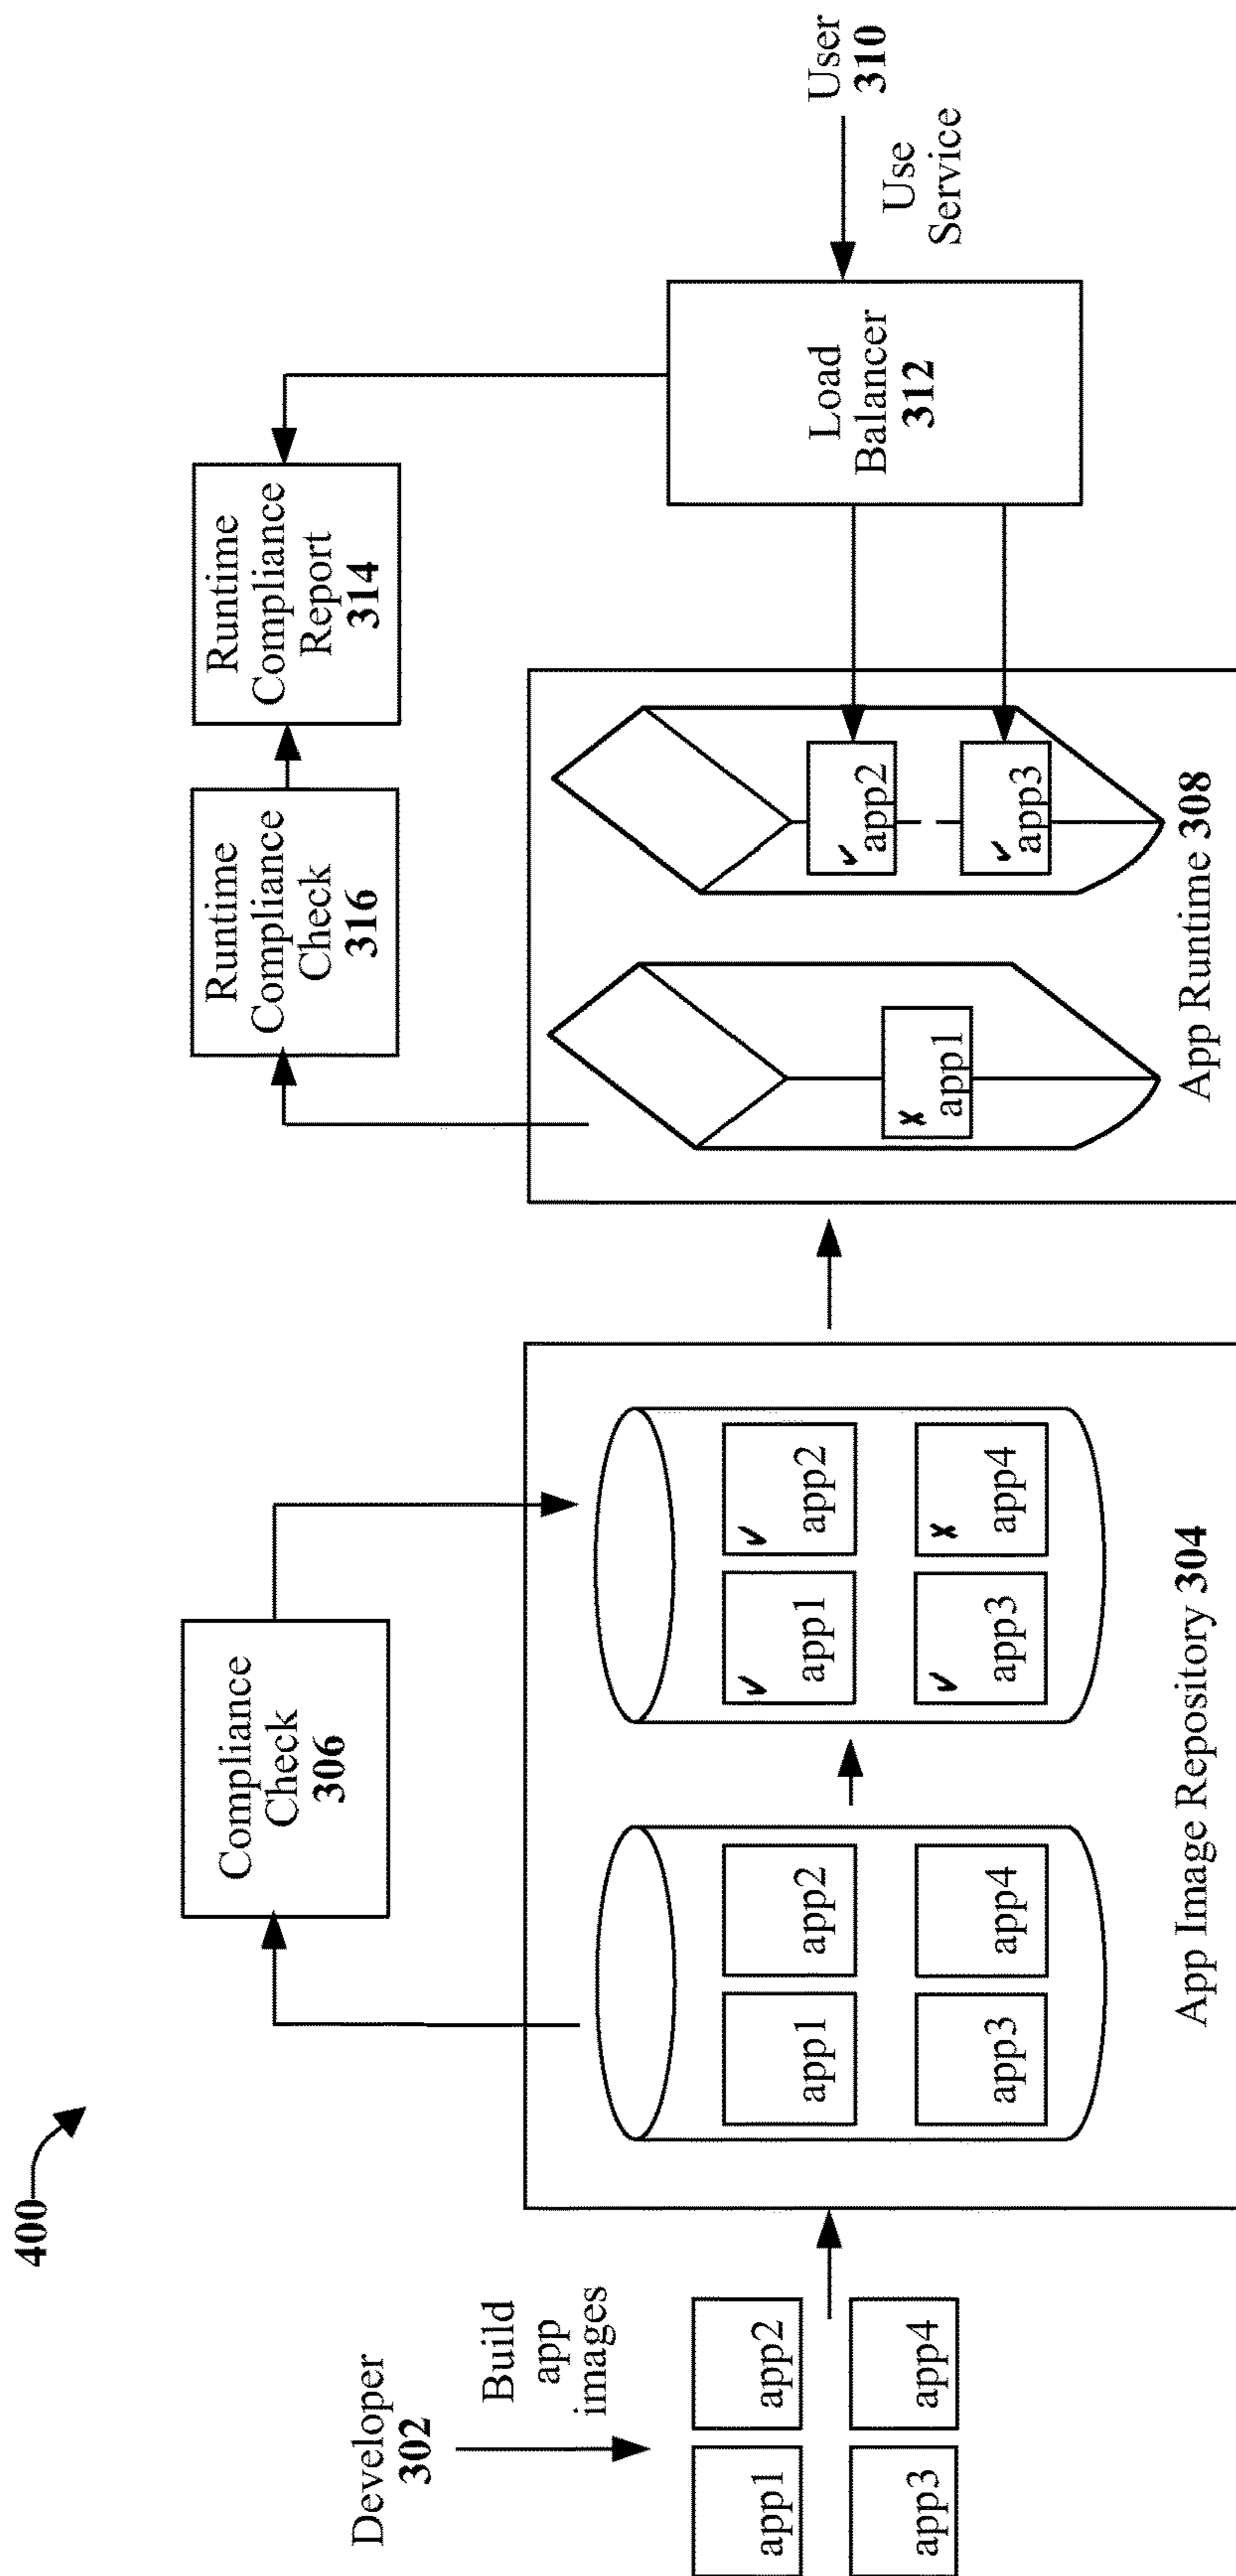 400
Developer
302
Build
app
images
app1
app2
app3
app4
Compliance
Check
306
app1
app2
app3
app4
✓
app1
✓
app2
✓
app3
x
app4
App Image Repository 304
Runtime
Compliance
Check
316
Runtime
Compliance
Report
314
x
app1
✓
app2
✓
app3
App Runtime 308
Load
Balancer
312
User
310
Use
Service